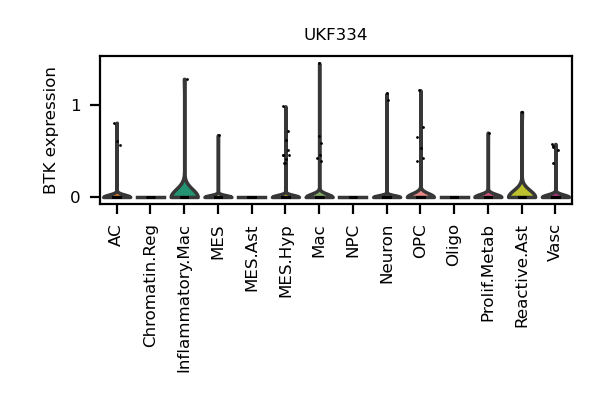 UKF334
BTK expression
1
0
AC
Chromatin.Reg
Inflammatory.Mac
MES
MES.Ast
MES.Hyp
Mac
NPC
Neuron
OPC
Oligo
Prolif.Metab
Reactive.Ast
Vasc